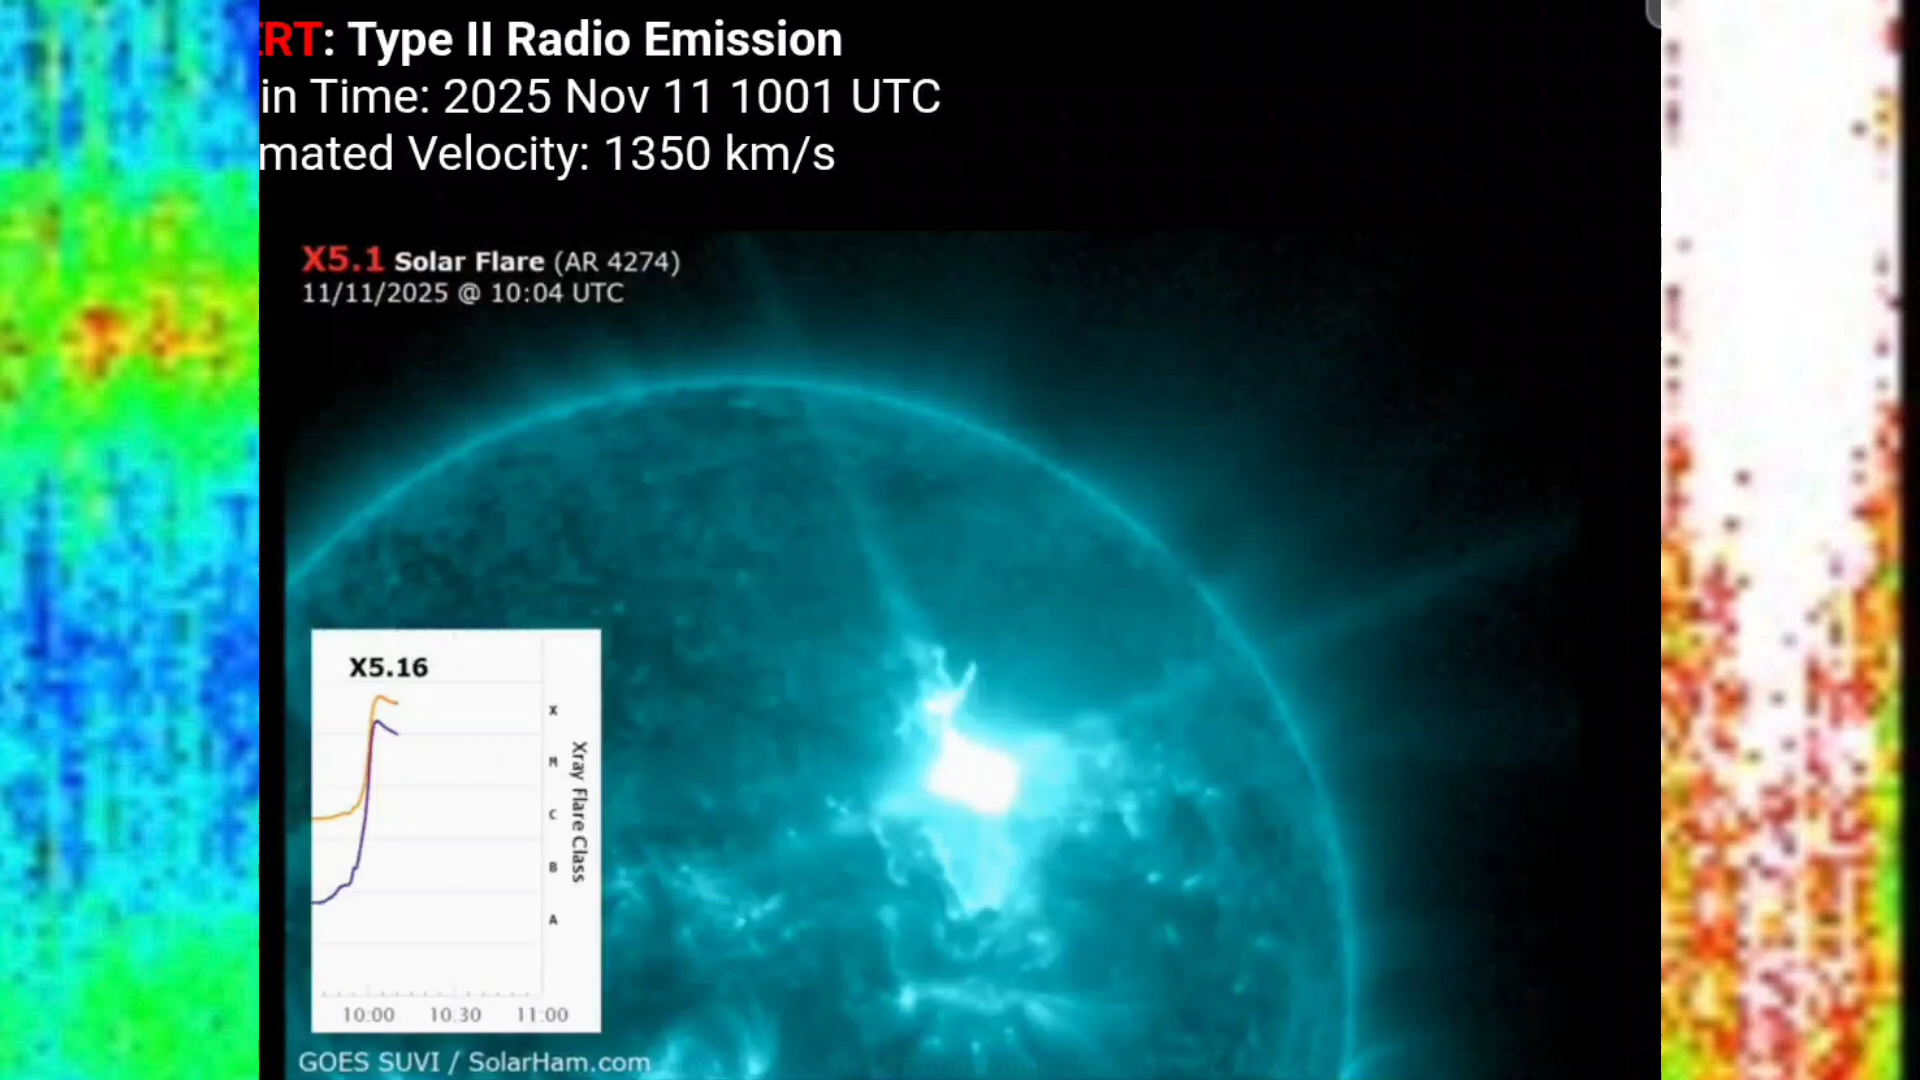 ERT: Type II Radio Emission
in Time: 2025 Nov 11 1001 UTC
mated Velocity: 1350 km/s
X5.1 Solar Flare (AR 4274)
11/11/2025 @ 10:04 UTC
X5.16
X
M
C
B
A
Xray Flare Class
10:00 10:30 11:00
GOES SUVI / SolarHam.com